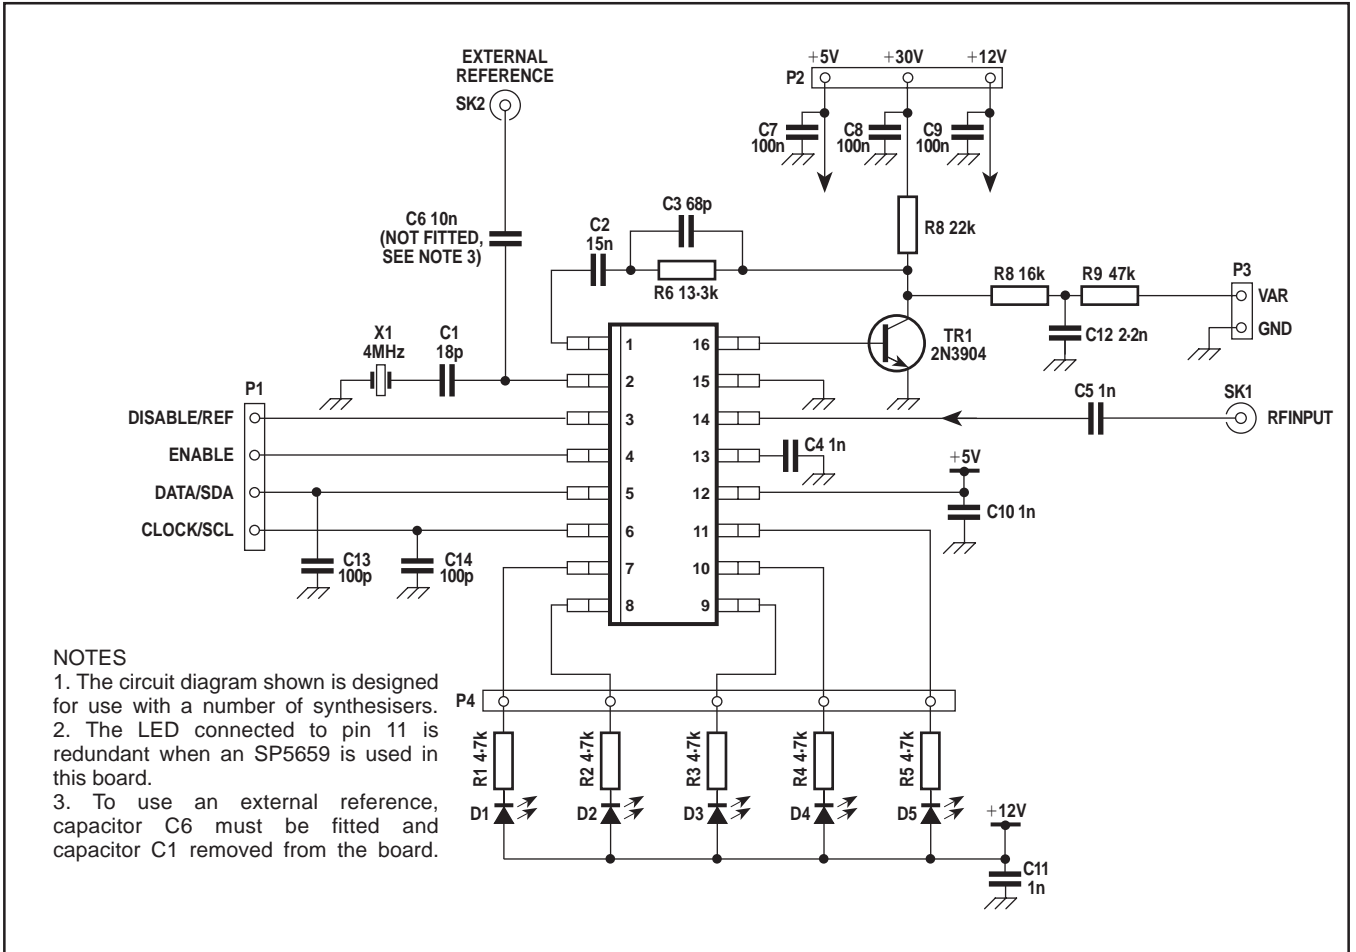 EXTERNAL
REFERENCE
SK2
+5V
+30V
+12V
P2
C7
100n
C8
100n
C9
100n
C6 10n
(NOT FITTED,
SEE NOTE 3)
C3 68p
C2
15n
R6 13·3k
R8 22k
R8 16k
R9 47k
P3
VAR
GND
C12 2·2n
TR1
2N3904
X1
4MHz
C1
18p
P1
DISABLE/REF
ENABLE
DATA/SDA
CLOCK/SCL
C13
100p
C14
100p
1
2
3
4
5
6
7
8
16
15
14
13
12
11
10
9
C5 1n
SK1
RFINPUT
C4 1n
+5V
C10 1n
NOTES
1. The circuit diagram shown is designed
for use with a number of synthesisers.
2. The LED connected to pin 11 is
redundant when an SP5659 is used in
this board.
3. To use an external reference,
capacitor C6 must be fitted and
capacitor C1 removed from the board.
P4
R1 4·7k
R2 4·7k
R3 4·7k
R4 4·7k
R5 4·7k
D1
D2
D3
D4
D5
+12V
C11
1n